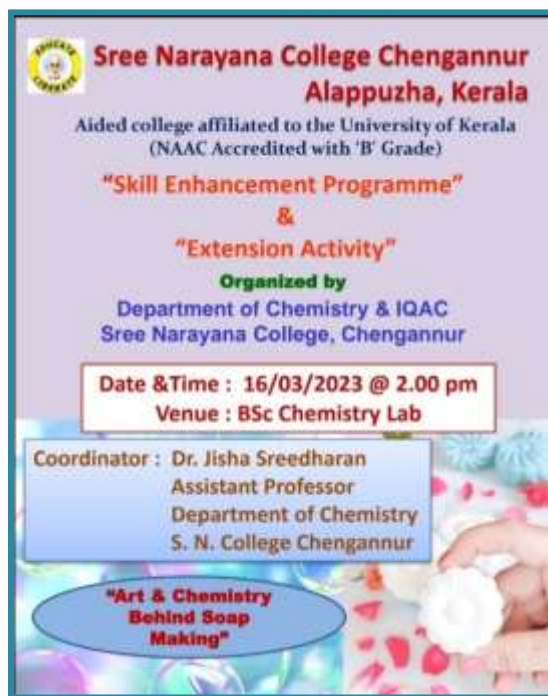 EDUCATE
LIBERATE
Sree Narayana College Chengannur
Alappuzha, Kerala
Aided college affiliated to the University of Kerala
(NAAC Accredited with ‘B’ Grade)
“Skill Enhancement Programme”
&
“Extension Activity”
Organized by
Department of Chemistry & IQAC
Sree Narayana College, Chengannur
Date &Time : 16/03/2023 @ 2.00 pm
Venue : BSc Chemistry Lab
Coordinator : Dr. Jisha Sreedharan
Assistant Professor
Department of Chemistry
S. N. College Chengannur
“Art & Chemistry
Behind Soap
Making”